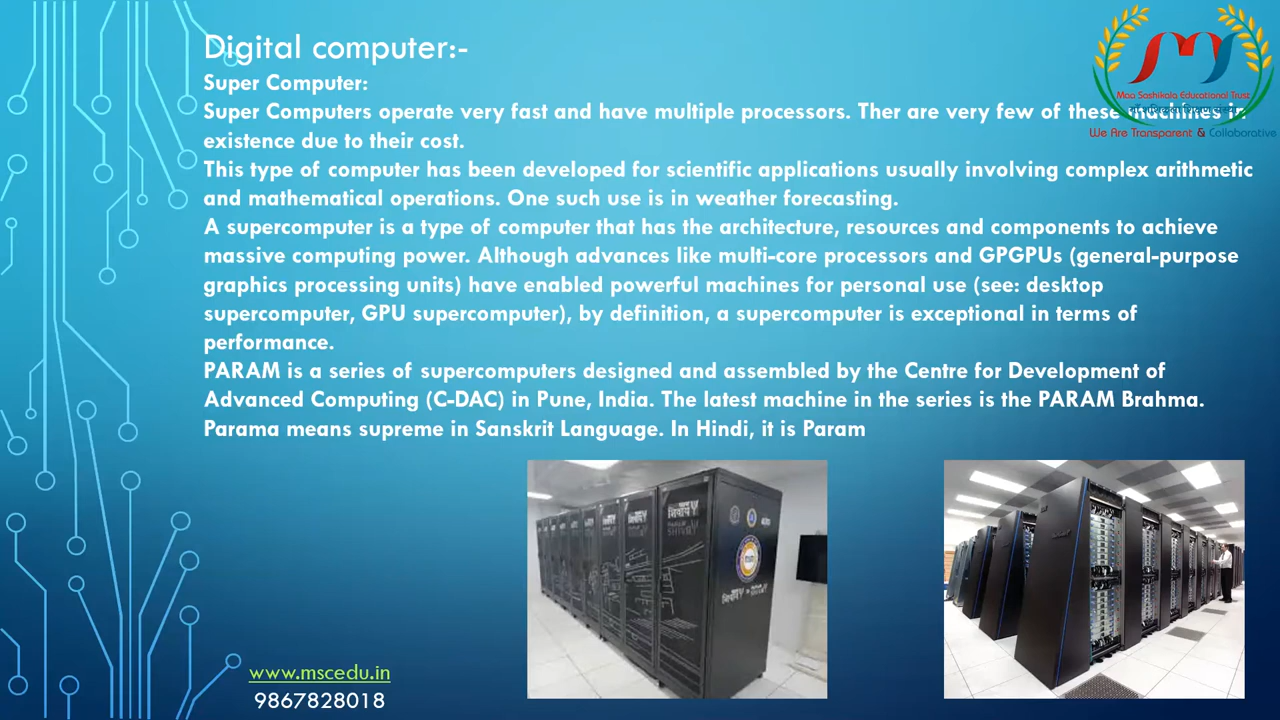 Digital computer:-
Super Computer:
Super Computers operate very fast and have multiple processors. Ther are very few of these machines in
existence due to their cost.
This type of computer has been developed for scientific applications usually involving complex arithmetic
and mathematical operations. One such use is in weather forecasting.
A supercomputer is a type of computer that has the architecture, resources and components to achieve
massive computing power. Although advances like multi-core processors and GPGPUs (general-purpose
graphics processing units) have enabled powerful machines for personal use (see: desktop
supercomputer, GPU supercomputer), by definition, a supercomputer is exceptional in terms of
performance.
PARAM is a series of supercomputers designed and assembled by the Centre for Development of
Advanced Computing (C-DAC) in Pune, India. The latest machine in the series is the PARAM Brahma.
Parama means supreme in Sanskrit Language. In Hindi, it is Param
Maa Sashikala Educational Trust
We Are Transparent & Collaborative
शिवाय
शिवाय
www.mscedu.in
9867828018